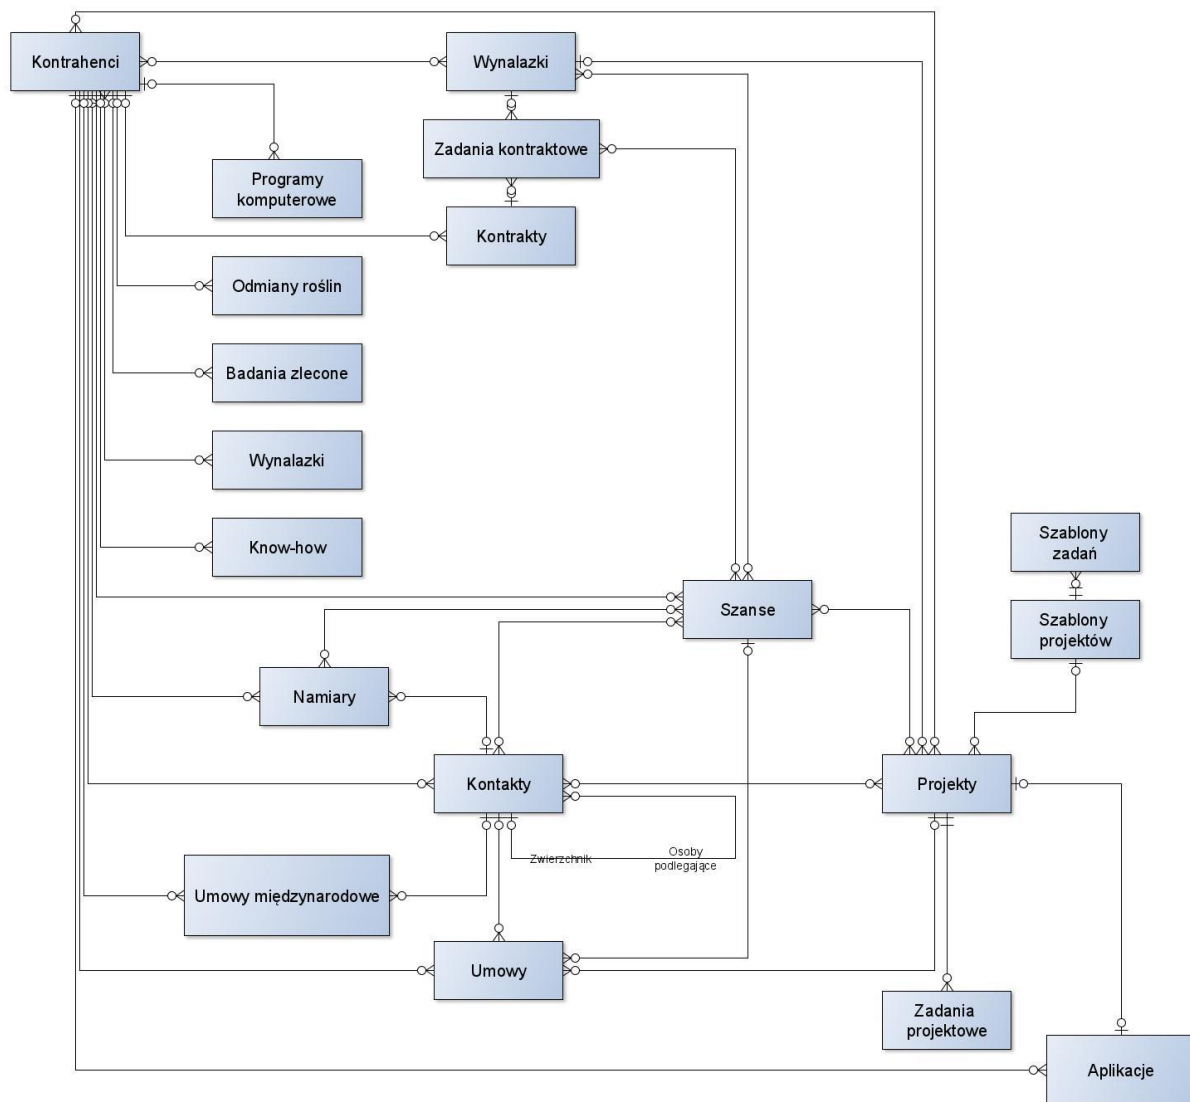 Kontrahenci
Wynalazki
Zadania kontraktowe
Programy
komputerowe
Kontrakty
Odmiany roślin
Badania zlecone
Wynalazki
Know-how
Szablony
zadań
Szanse
Szablony
projektów
Namiary
Kontakty
Projekty
Zwierzchnik
Osoby
podlegające
Umowy międzynarodowe
Umowy
Zadania
projektowe
Aplikacje